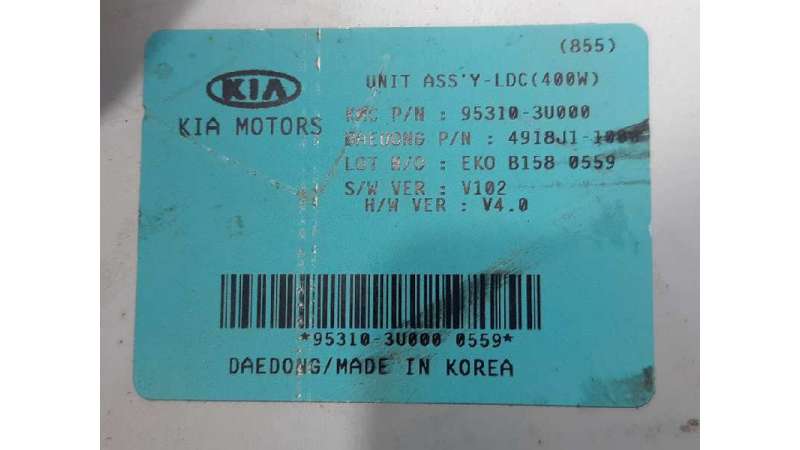 (855)
KIA
KIA MOTORS
UNIT ASS'Y-LDC(400W)
KMC P/N : 95310-3U000
DAEDONG P/N : 4918J1-1000
LOT N/O : EKO B158 0559
S/W VER : V102
H/W VER : V4.0
*95310-3U000 0559*
DAEDONG/MADE IN KOREA